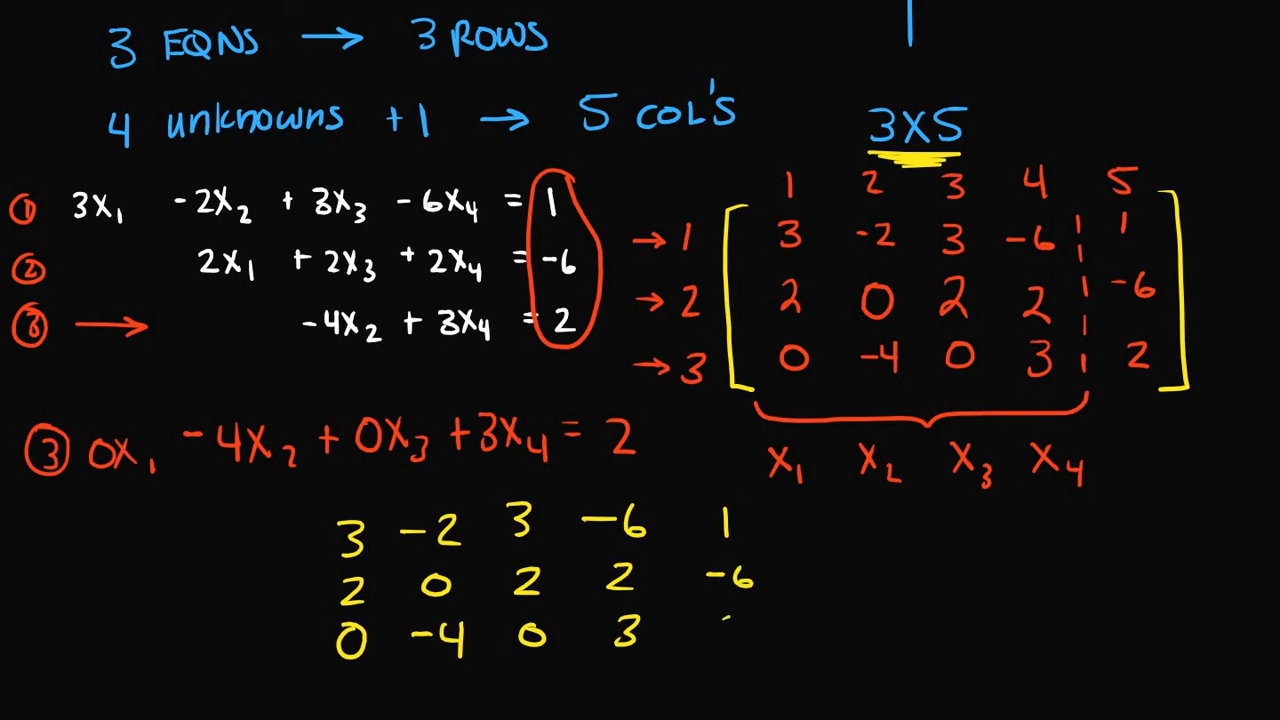 3 EQNS → 3 ROWS
4 unknowns +1 → 5 COL'S
3X5
① 3x₁ -2x₂ + 3x₃ - 6x₄ = 1
② 2x₁ + 2x₃ + 2x₄ = -6
③ → -4x₂ + 3x₄ = 2
1 2 3 4 5
→ 1 3 -2 3 -6 1
→ 2 2 0 2 2 -6
→ 3 0 -4 0 3 2
x₁ x₂ x₃ x₄
③ 0x₁ -4x₂ + 0x₃ + 3x₄ = 2
3 -2 3 -6 1
2 0 2 2 -6
0 -4 0 3